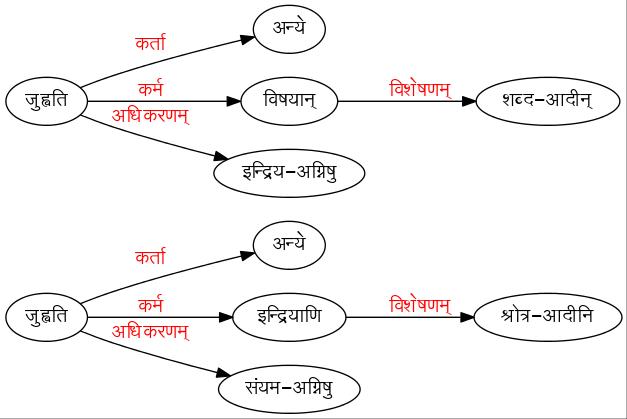 अन्ये
कर्ता
जुह्वति
कर्म
विषयान्
विशेषणम्
शब्द-आदीन्
अधिकरणम्
इन्द्रिय-अग्निषु
अन्ये
कर्ता
जुह्वति
कर्म
इन्द्रियाणि
विशेषणम्
श्रोत्र-आदीनि
अधिकरणम्
संयम-अग्निषु